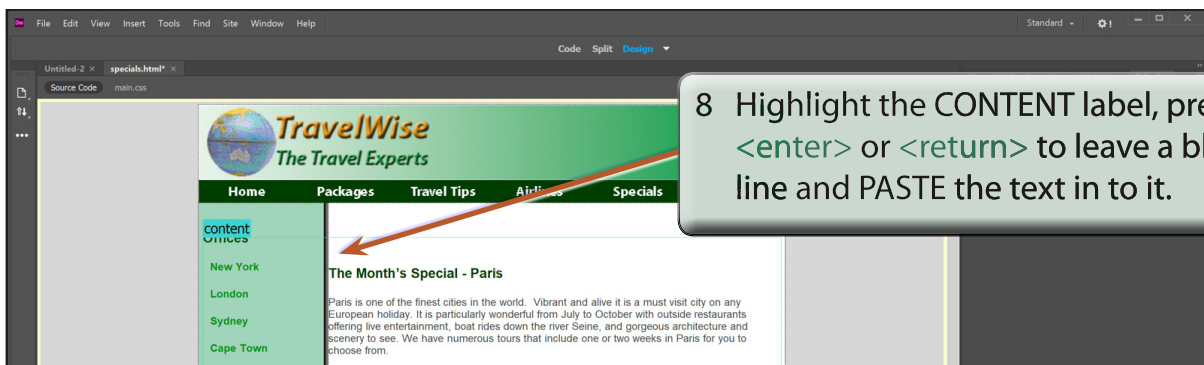 File Edit View Insert Tools Find Site Window Help Standard
Code Split Design
Untitled-2 × specials.html* ×
Source Code main.css
8 Highlight the CONTENT label, pre
<enter> or <return> to leave a bl
line and PASTE the text in to it.
TravelWise
The Travel Experts
Home Packages Travel Tips Airlines Specials
content
Offices
New York
London
Sydney
Cape Town
The Month's Special - Paris
Paris is one of the finest cities in the world. Vibrant and alive it is a must visit city on any
European holiday. It is particularly wonderful from July to October with outside restaurants
offering live entertainment, boat rides down the river Seine, and gorgeous architecture and
scenery to see. We have numerous tours that include one or two weeks in Paris for you to
choose from.